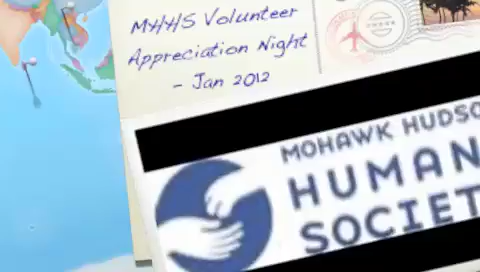 MHHS Volunteer
Appreciation Night
- Jan 2012
MOHAWK HUDSO
HUMAN
SOCIET